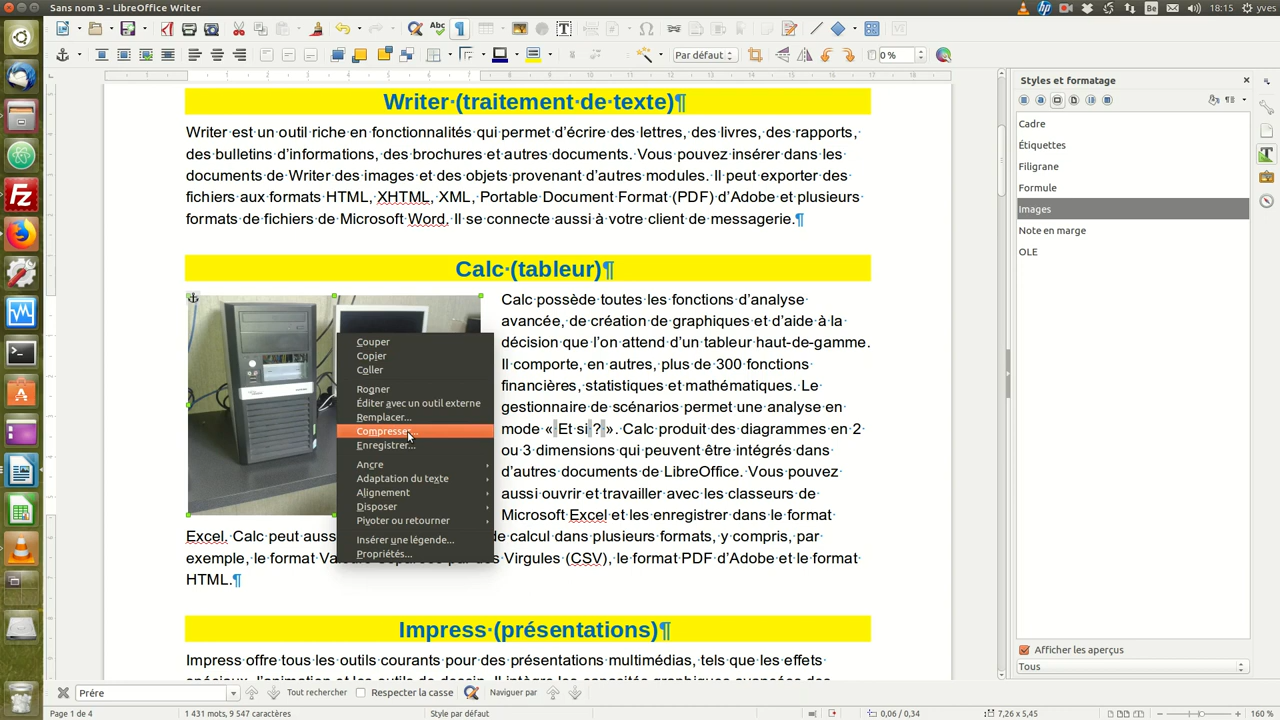 Sans nom 3 - LibreOffice Writer
Be
18:15
yves
Abc
Par défaut
0 %
Styles et formatage
Cadre
Étiquettes
Filigrane
Formule
Images
Note en marge
OLE
Afficher les aperçus
Tous
Writer·(traitement·de·texte)¶
Writer·est·un·outil·riche·en·fonctionnalités·qui·permet·d'écrire·des·lettres,·des·livres,·des·rapports,·
des·bulletins·d'informations,·des·brochures·et·autres·documents.·Vous·pouvez·insérer·dans·les·
documents·de·Writer·des·images·et·des·objets·provenant·d'autres·modules.·Il·peut·exporter·des·
fichiers·aux·formats·HTML,·XHTML,·XML,·Portable·Document·Format·(PDF)·d'Adobe·et·plusieurs·
formats·de·fichiers·de·Microsoft·Word.·Il·se·connecte·aussi·à·votre·client·de·messagerie.¶
Calc·(tableur)¶
Calc·possède·toutes·les·fonctions·d'analyse·
avancée,·de·création·de·graphiques·et·d'aide·à·la·
décision·que·l'on·attend·d'un·tableur·haut-de-gamme.
Il·comporte,·en·autres,·plus·de·300·fonctions·
financières,·statistiques·et·mathématiques.·Le·
gestionnaire·de·scénarios·permet·une·analyse·en·
mode·« Et·si ?·».·Calc·produit·des·diagrammes·en·2·
ou·3·dimensions·qui·peuvent·être·intégrés·dans·
d'autres·documents·de·LibreOffice.·Vous·pouvez·
aussi·ouvrir·et·travailler·avec·les·classeurs·de·
Microsoft·Excel·et·les·enregistrer·dans·le·format·
Excel.·Calc·peut·auss de·calcul·dans·plusieurs·formats,·y·compris,·par·
exemple,·le·format·Valeurs·Séparées·par·des·Virgules·(CSV),·le·format·PDF·d'Adobe·et·le·format·
HTML.¶
Couper
Copier
Coller
Rogner
Éditer avec un outil externe
Remplacer...
Compresser...
Enregistrer...
Ancre
Adaptation du texte
Alignement
Disposer
Pivoter ou retourner
Insérer une légende...
Propriétés...
Impress·(présentations)¶
Impress·offre·tous·les·outils·courants·pour·des·présentations·multimédias,·tels·que·les·effets·
Prére
Tout rechercher
Respecter la casse
Naviguer par
Page 1 de 4
1 431 mots, 9 547 caractères
Style par défaut
0,06 / 0,34
7,26 x 5,45
160 %